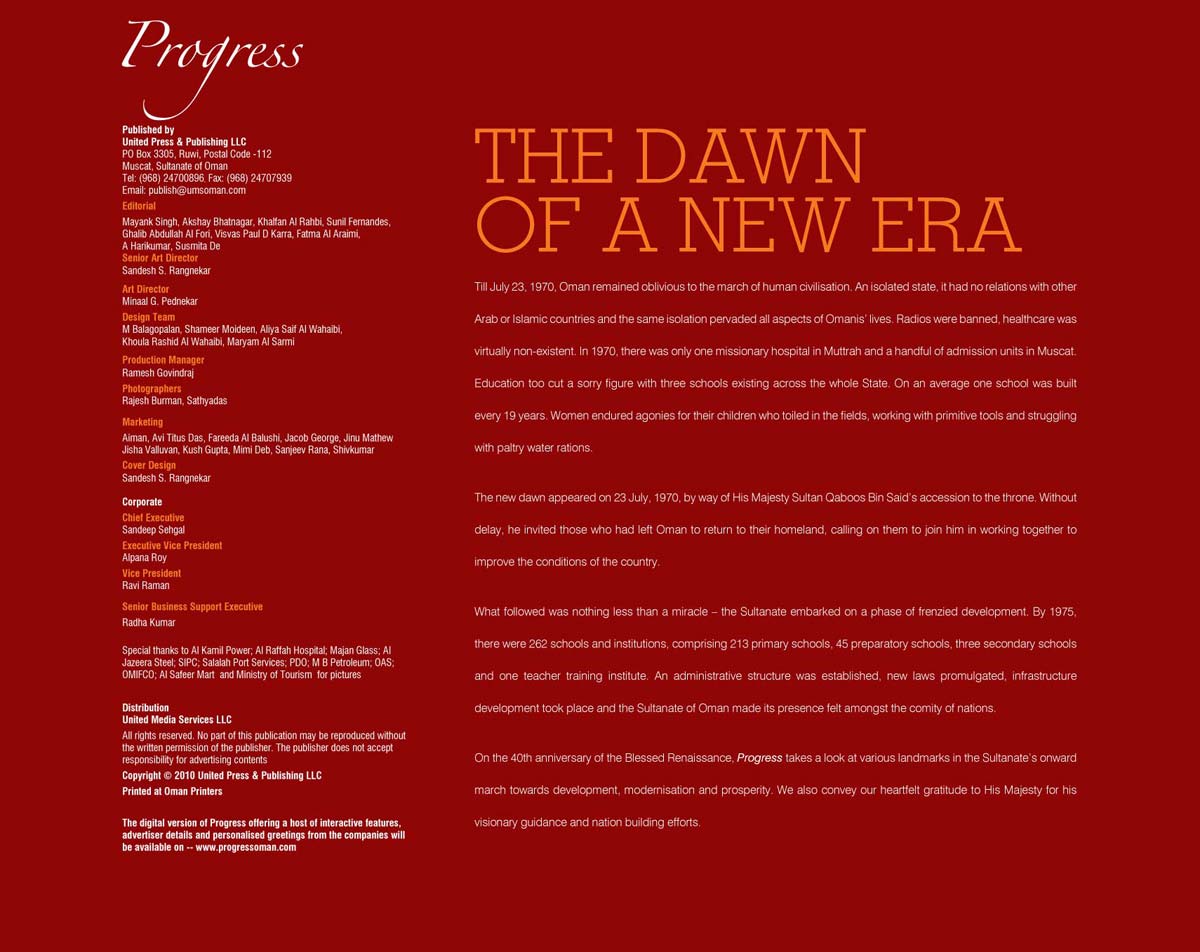 Progress
Published by
United Press & Publishing LLC
PO Box 3305, Ruwi, Postal Code -112
Muscat, Sultanate of Oman
Tel: (968) 24700896, Fax: (968) 24707939
Email: publish@umsoman.com
Editorial
Mayank Singh, Akshay Bhatnagar, Khalfan Al Rahbi, Sunil Fernandes,
Ghalib Abdullah Al Fori, Visvas Paul D Karra, Fatma Al Araimi,
A Harikumar, Susmita De
Senior Art Director
Sandesh S. Rangnekar
Art Director
Minaal G. Pednekar
Design Team
M Balagopalan, Shameer Moideen, Aliya Saif Al Wahaibi,
Khoula Rashid Al Wahaibi, Maryam Al Sarmi
Production Manager
Ramesh Govindraj
Photographers
Rajesh Burman, Sathyadas
Marketing
Aiman, Avi Titus Das, Fareeda Al Balushi, Jacob George, Jinu Mathew
Jisha Valluvan, Kush Gupta, Mimi Deb, Sanjeev Rana, Shivkumar
Cover Design
Sandesh S. Rangnekar
Corporate
Chief Executive
Sandeep Sehgal
Executive Vice President
Alpana Roy
Vice President
Ravi Raman
Senior Business Support Executive
Radha Kumar
Special thanks to Al Kamil Power; Al Raffah Hospital; Majan Glass; Al
Jazeera Steel; SIPC; Salalah Port Services; PDO; M B Petroleum; OAS;
OMIFCO; Al Safeer Mart and Ministry of Tourism for pictures
Distribution
United Media Services LLC
All rights reserved. No part of this publication may be reproduced without
the written permission of the publisher. The publisher does not accept
responsibility for advertising contents
Copyright © 2010 United Press & Publishing LLC
Printed at Oman Printers
The digital version of Progress offering a host of interactive features,
advertiser details and personalised greetings from the companies will
be available on -- www.progressoman.com
THE DAWN
OF A NEW ERA
Till July 23, 1970, Oman remained oblivious to the march of human civilisation. An isolated state, it had no relations with other
Arab or Islamic countries and the same isolation pervaded all aspects of Omanis' lives. Radios were banned, healthcare was
virtually non-existent. In 1970, there was only one missionary hospital in Muttrah and a handful of admission units in Muscat.
Education too cut a sorry figure with three schools existing across the whole State. On an average one school was built
every 19 years. Women endured agonies for their children who toiled in the fields, working with primitive tools and struggling
with paltry water rations.
The new dawn appeared on 23 July, 1970, by way of His Majesty Sultan Qaboos Bin Said's accession to the throne. Without
delay, he invited those who had left Oman to return to their homeland, calling on them to join him in working together to
improve the conditions of the country.
What followed was nothing less than a miracle – the Sultanate embarked on a phase of frenzied development. By 1975,
there were 262 schools and institutions, comprising 213 primary schools, 45 preparatory schools, three secondary schools
and one teacher training institute. An administrative structure was established, new laws promulgated, infrastructure
development took place and the Sultanate of Oman made its presence felt amongst the comity of nations.
On the 40th anniversary of the Blessed Renaissance, Progress takes a look at various landmarks in the Sultanate's onward
march towards development, modernisation and prosperity. We also convey our heartfelt gratitude to His Majesty for his
visionary guidance and nation building efforts.